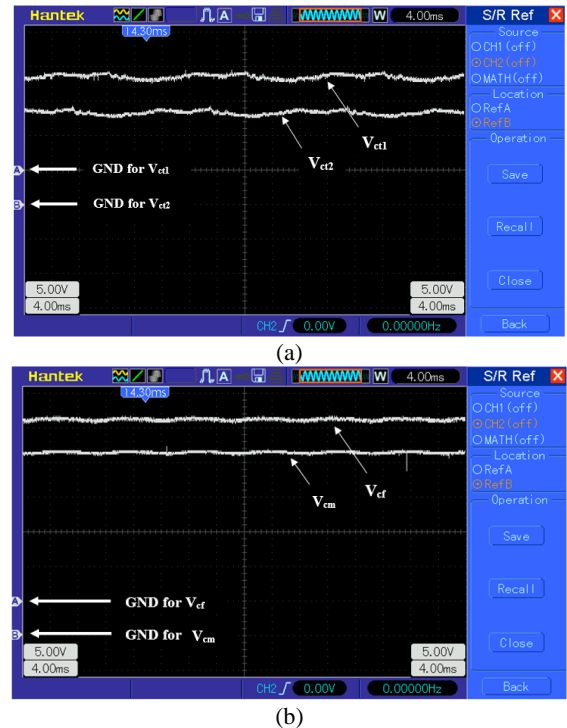 Hantek A W 4.00ms S/R Ref
14.30ms
Source
CH1(off)
CH2(off)
MATH(off)
Location
RefA
RefB
Operation
Save
Recall
Close
Back
Vct1
Vct2
A GND for Vct1
B GND for Vct2
5.00V 5.00V
4.00ms 4.00ms
CH2 0.00V 0.00000Hz
(a)
Hantek A W 4.00ms S/R Ref
14.30ms
Source
CH1(off)
CH2(off)
MATH(off)
Location
RefA
RefB
Operation
Save
Recall
Close
Back
Vcf
Vcm
A GND for Vcf
B GND for Vcm
5.00V 5.00V
4.00ms 4.00ms
CH2 0.00V 0.00000Hz
(b)